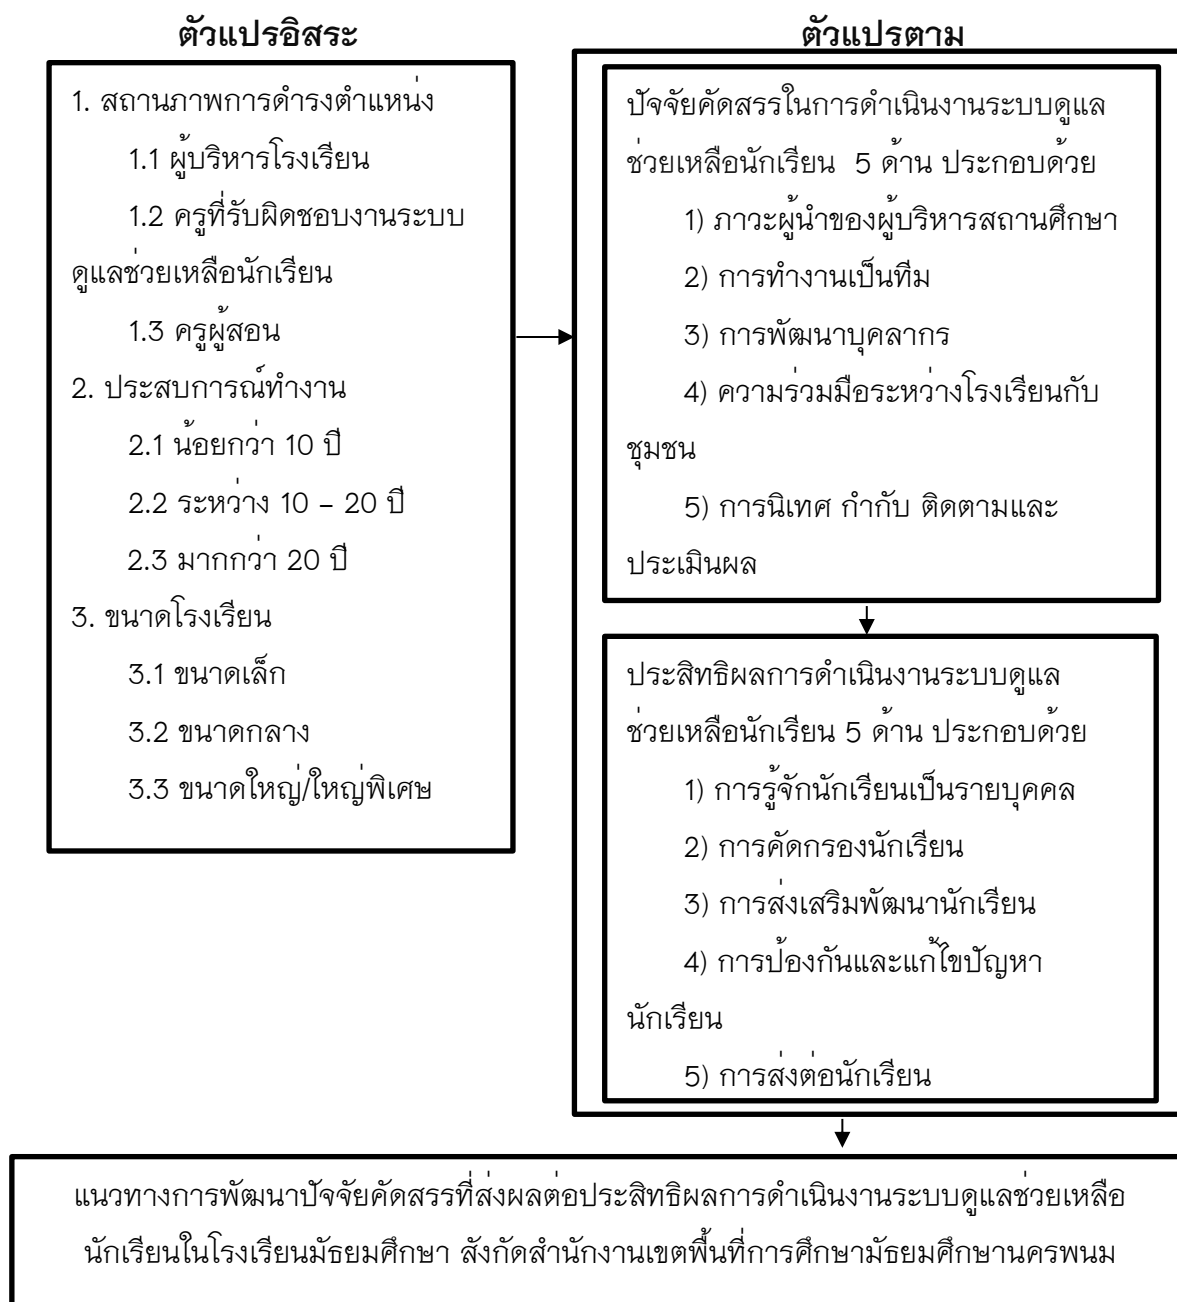 ตัวแปรอิสระ
1. สถานภาพการดำรงตำแหน่ง
1.1 ผู้บริหารโรงเรียน
1.2 ครูที่รับผิดชอบงานระบบ
ดูแลช่วยเหลือนักเรียน
1.3 ครูผู้สอน
2. ประสบการณ์ทำงาน
2.1 น้อยกว่า 10 ปี
2.2 ระหว่าง 10 – 20 ปี
2.3 มากกว่า 20 ปี
3. ขนาดโรงเรียน
3.1 ขนาดเล็ก
3.2 ขนาดกลาง
3.3 ขนาดใหญ่/ใหญ่พิเศษ
ตัวแปรตาม
ปัจจัยคัดสรรในการดำเนินงานระบบดูแล
ช่วยเหลือนักเรียน 5 ด้าน ประกอบด้วย
1) ภาวะผู้นำของผู้บริหารสถานศึกษา
2) การทำงานเป็นทีม
3) การพัฒนาบุคลากร
4) ความร่วมมือระหว่างโรงเรียนกับ
ชุมชน
5) การนิเทศ กำกับ ติดตามและ
ประเมินผล
ประสิทธิผลการดำเนินงานระบบดูแล
ช่วยเหลือนักเรียน 5 ด้าน ประกอบด้วย
1) การรู้จักนักเรียนเป็นรายบุคคล
2) การคัดกรองนักเรียน
3) การส่งเสริมพัฒนานักเรียน
4) การป้องกันและแก้ไขปัญหา
นักเรียน
5) การส่งต่อนักเรียน
แนวทางการพัฒนาปัจจัยคัดสรรที่ส่งผลต่อประสิทธิผลการดำเนินงานระบบดูแลช่วยเหลือ
นักเรียนในโรงเรียนมัธยมศึกษา สังกัดสำนักงานเขตพื้นที่การศึกษามัธยมศึกษานครพนม